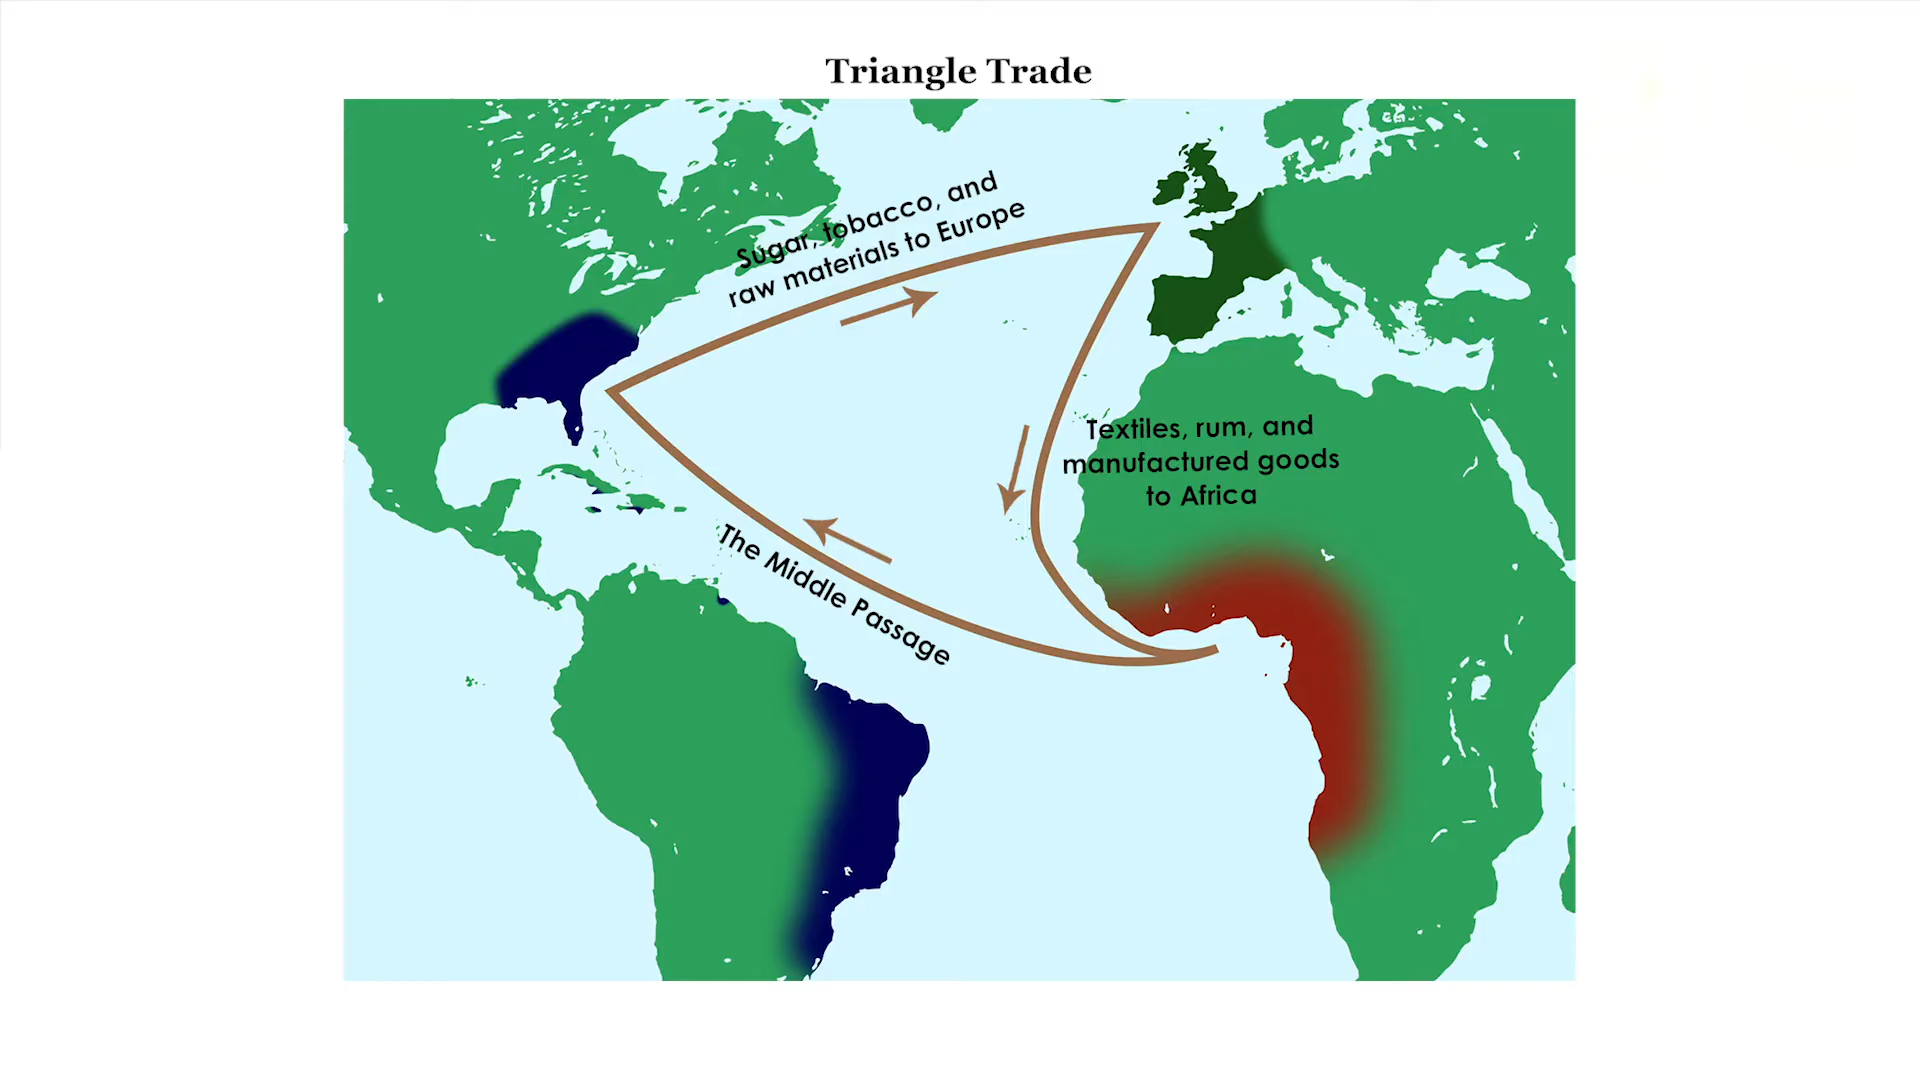 Triangle Trade
Sugar, tobacco, and
raw materials to Europe
Textiles, rum, and
manufactured goods
to Africa
The Middle Passage